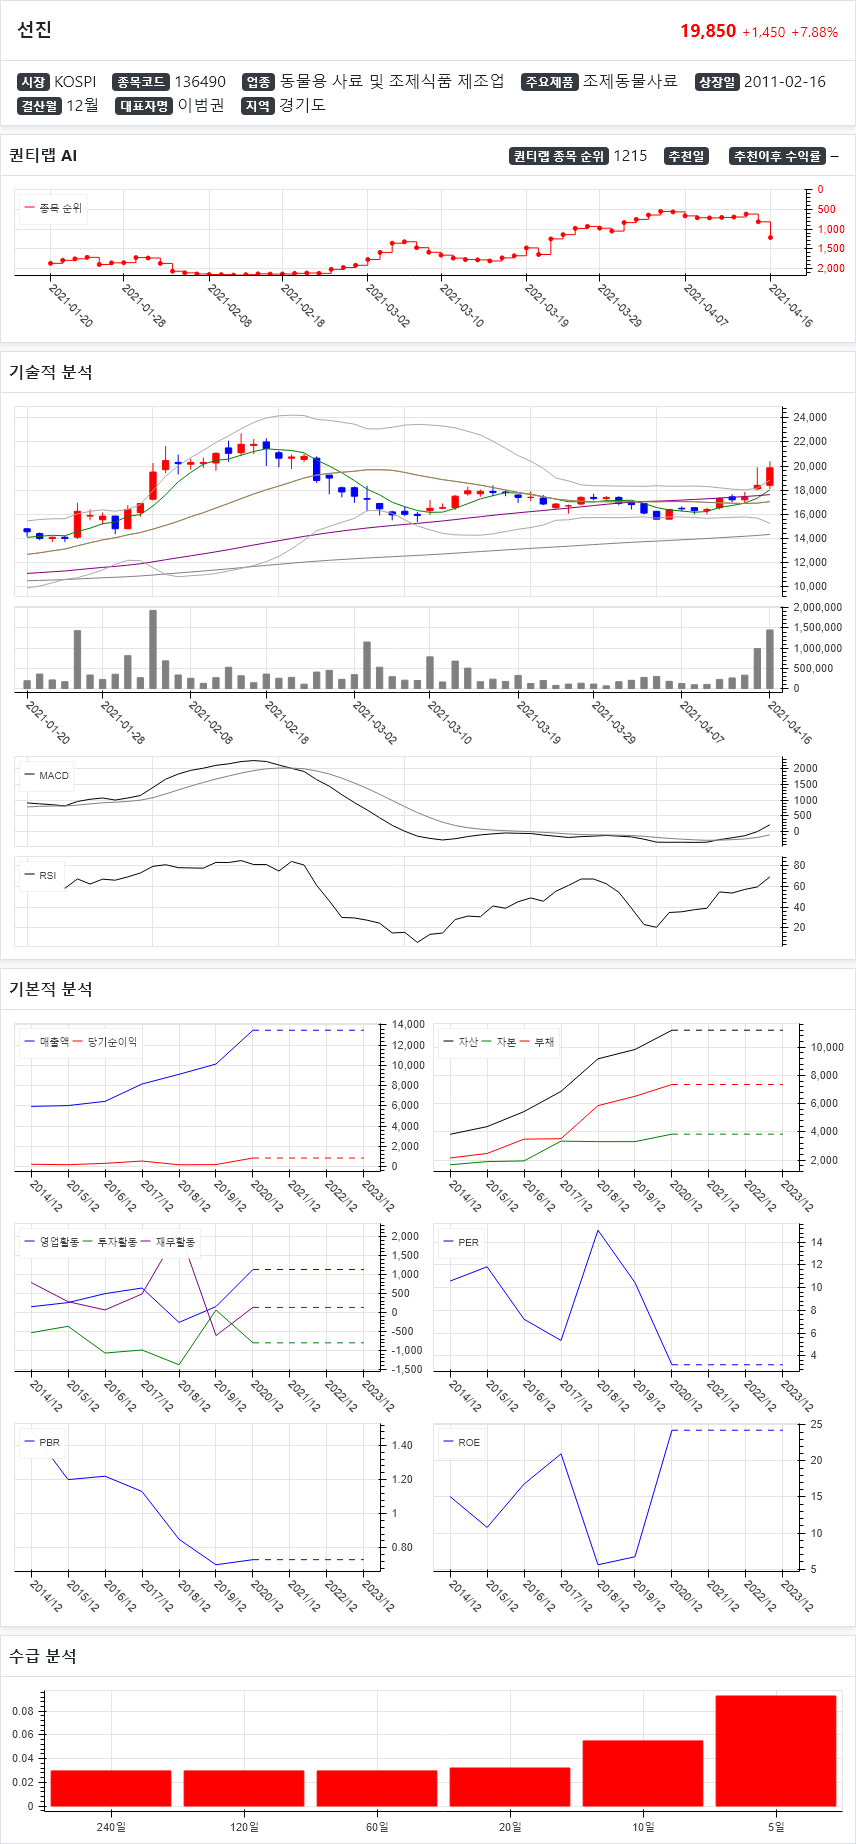 선진
19,850 +1,450 +7.88%
시장 KOSPI 종목코드 136490 업종 동물용 사료 및 조제식품 제조업 주요제품 조제동물사료 상장일 2011-02-16
결산월 12월 대표자명 이범권 지역 경기도
퀀티랩 AI
퀀티랩 종목 순위 1215 추천일 추천이후 수익률 –
종목 순위
0
500
1,000
1,500
2,000
2021-01-20 2021-01-28 2021-02-08 2021-02-18 2021-03-02 2021-03-10 2021-03-19 2021-03-29 2021-04-07 2021-04-16
기술적 분석
24,000
22,000
20,000
18,000
16,000
14,000
12,000
10,000
2,000,000
1,500,000
1,000,000
500,000
0
2021-01-20 2021-01-28 2021-02-08 2021-02-18 2021-03-02 2021-03-10 2021-03-19 2021-03-29 2021-04-07 2021-04-16
MACD
2000
1500
1000
500
0
RSI
80
60
40
20
기본적 분석
매출액 당기순이익
14,000
12,000
10,000
8,000
6,000
4,000
2,000
0
2014/12 2015/12 2016/12 2017/12 2018/12 2019/12 2020/12 2021/12 2022/12 2023/12
자산 자본 부채
10,000
8,000
6,000
4,000
2,000
2014/12 2015/12 2016/12 2017/12 2018/12 2019/12 2020/12 2021/12 2022/12 2023/12
영업활동 투자활동 재무활동
2,000
1,500
1,000
500
0
-500
-1,000
-1,500
2014/12 2015/12 2016/12 2017/12 2018/12 2019/12 2020/12 2021/12 2022/12 2023/12
PER
14
12
10
8
6
4
2014/12 2015/12 2016/12 2017/12 2018/12 2019/12 2020/12 2021/12 2022/12 2023/12
PBR
1.40
1.20
1
0.80
2014/12 2015/12 2016/12 2017/12 2018/12 2019/12 2020/12 2021/12 2022/12 2023/12
ROE
25
20
15
10
5
2014/12 2015/12 2016/12 2017/12 2018/12 2019/12 2020/12 2021/12 2022/12 2023/12
수급 분석
0.08
0.06
0.04
0.02
0
240일 120일 60일 20일 10일 5일